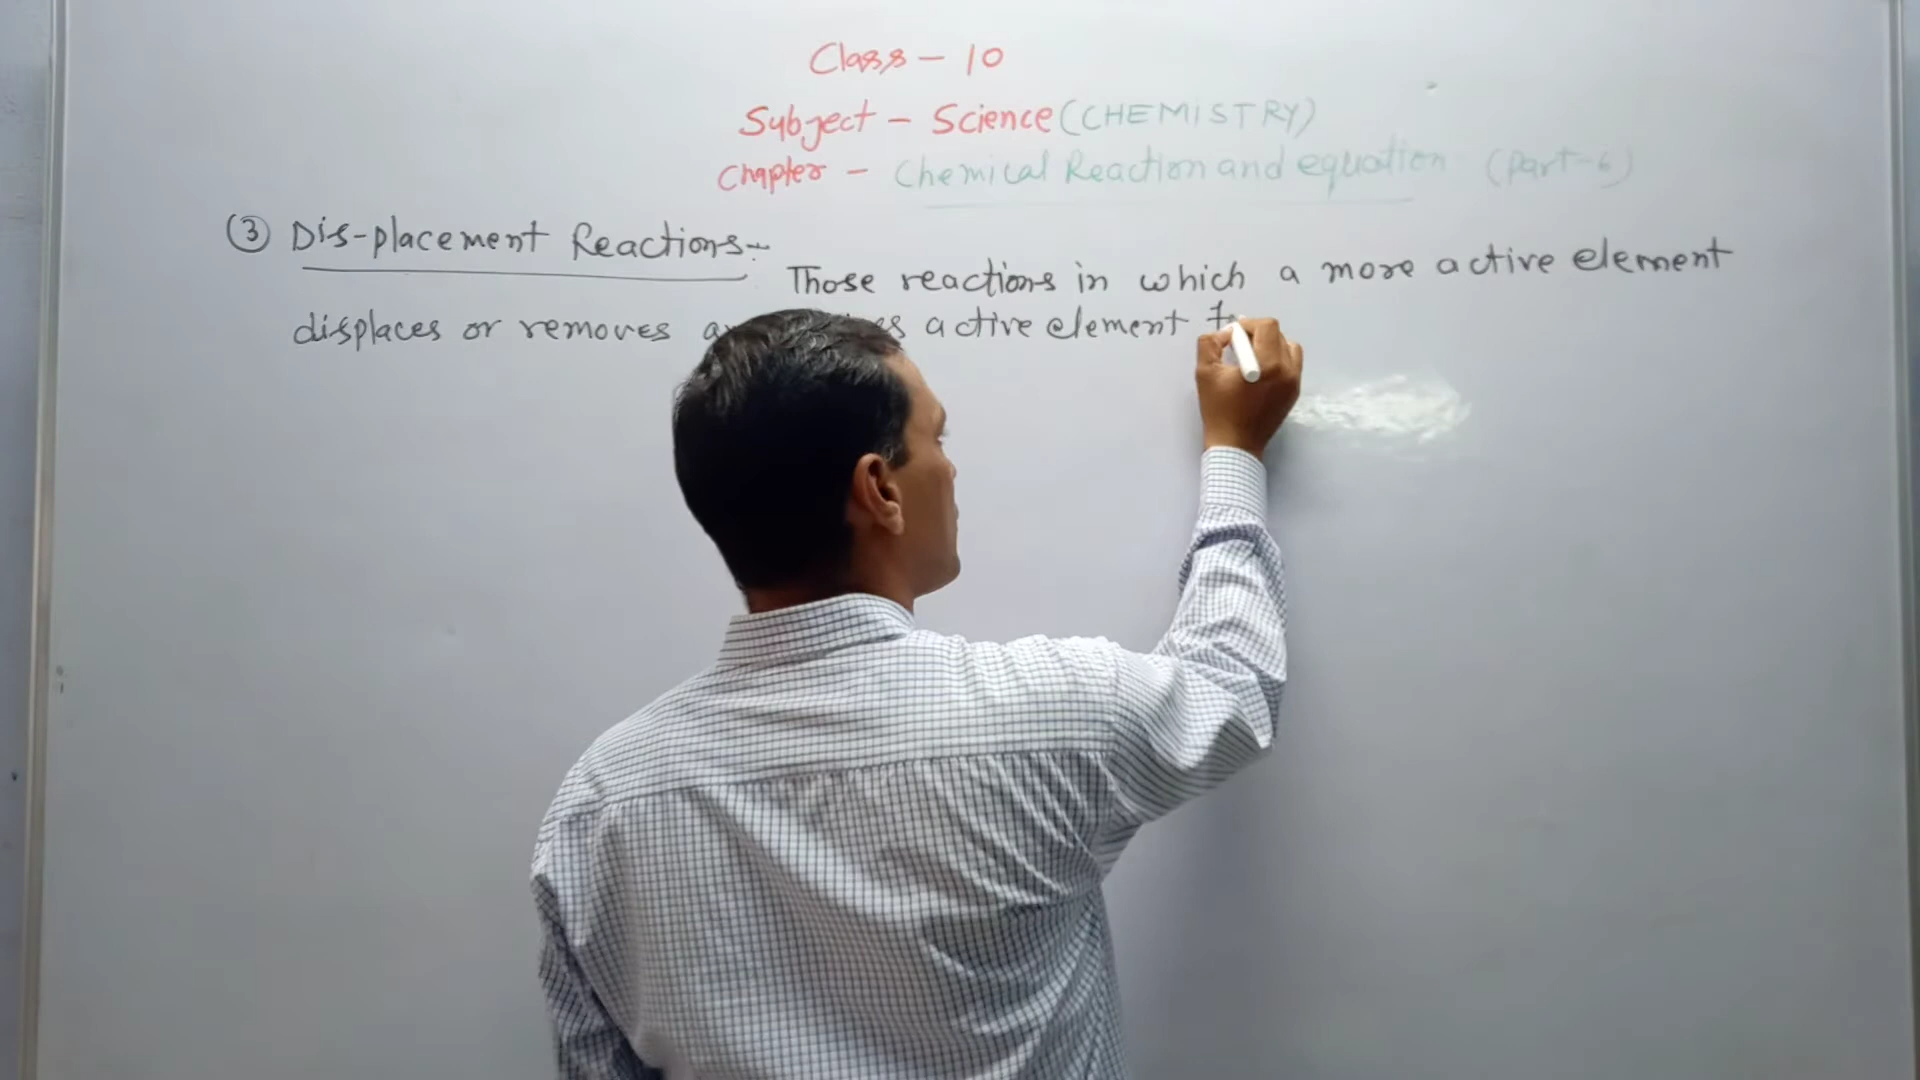 Class - 10
Subject - Science (CHEMISTRY)
Chapter - Chemical Reaction and equation (Part-6)
③ Dis-placement Reactions:-
Those reactions in which a more active element
displaces or removes active element